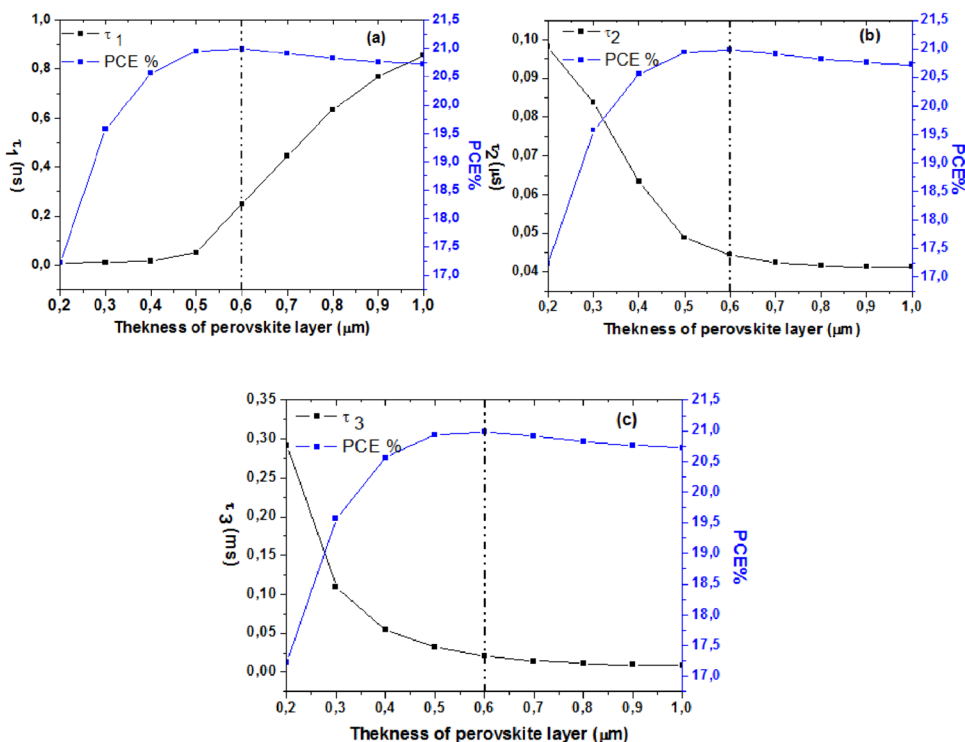 (a)
τ 1
PCE %
1,0
0,8
0,6
0,4
0,2
0,0
τ 1 (ns)
21,5
21,0
20,5
20,0
19,5
19,0
18,5
18,0
17,5
17,0
PCE%
0,2 0,3 0,4 0,5 0,6 0,7 0,8 0,9 1,0
Thekness of perovskite layer (μm)
(b)
τ2
PCE %
0,10
0,09
0,08
0,07
0,06
0,05
0,04
τ2 (μs)
21,5
21,0
20,5
20,0
19,5
19,0
18,5
18,0
17,5
17,0
PCE%
0,2 0,3 0,4 0,5 0,6 0,7 0,8 0,9 1,0
Thekness of perovskite layer (μm)
(c)
τ 3
PCE %
0,35
0,30
0,25
0,20
0,15
0,10
0,05
0,00
τ 3 (ms)
21,5
21,0
20,5
20,0
19,5
19,0
18,5
18,0
17,5
17,0
PCE%
0,2 0,3 0,4 0,5 0,6 0,7 0,8 0,9 1,0
Thekness of perovskite layer (μm)